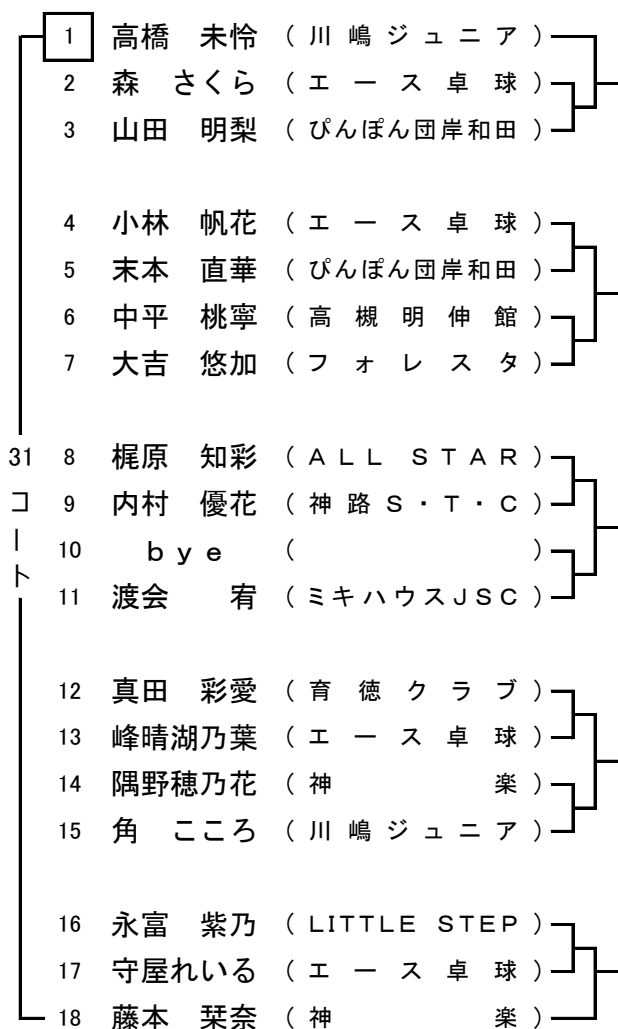 1 高橋 未怜 ( 川嶋ジュニア )
2 森 さくら ( エース卓球 )
3 山田 明梨 ( ぴんぽん団岸和田 )
4 小林 帆花 ( エース卓球 )
5 末本 直華 ( ぴんぽん団岸和田 )
6 中平 桃寧 ( 高槻明伸館 )
7 大吉 悠加 ( フォレスタ )
31コート
8 梶原 知彩 ( ALL STAR )
9 内村 優花 ( 神路S・T・C )
10 bye ( )
11 渡会 宥 ( ミキハウスJSC )
12 真田 彩愛 ( 育徳クラブ )
13 峰晴湖乃葉 ( エース卓球 )
14 隅野穂乃花 ( 神楽 )
15 角 こころ ( 川嶋ジュニア )
16 永富 紫乃 ( LITTLE STEP )
17 守屋れいる ( エース卓球 )
18 藤本 栞奈 ( 神楽 )